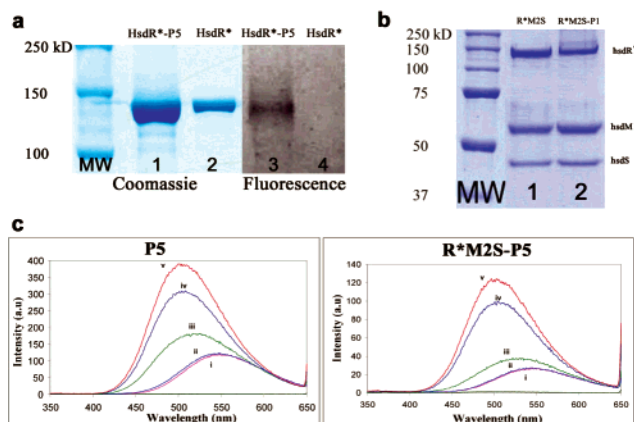 a
HsdR*-P5 HsdR* HsdR*-P5 HsdR*
250 kD
150
100
MW 1 2 3 4
Coomassie Fluorescence
b
R*M2S R*M2S-P1
250 kD
150
100
75
50
37
hsdR*
hsdM
hsdS
MW 1 2
c
P5
Intensity (a.u)
400
350
300
250
200
150
100
50
0
v
iv
iii
ii
i
350 400 450 500 550 600 650
Wavelength (nm)
R*M2S-P5
Intensity (a.u)
140
120
100
80
60
40
20
0
v
iv
iii
ii
i
350 400 450 500 550 600 650
Wavelength (nm)